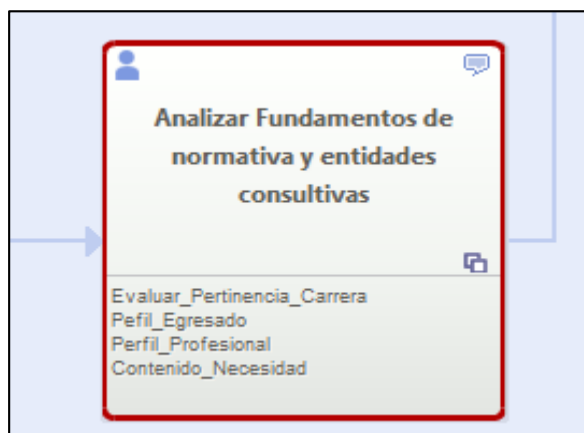 Analizar Fundamentos de
normativa y entidades
consultivas
Evaluar_Pertinencia_Carrera
Pefil_Egresado
Perfil_Profesional
Contenido_Necesidad